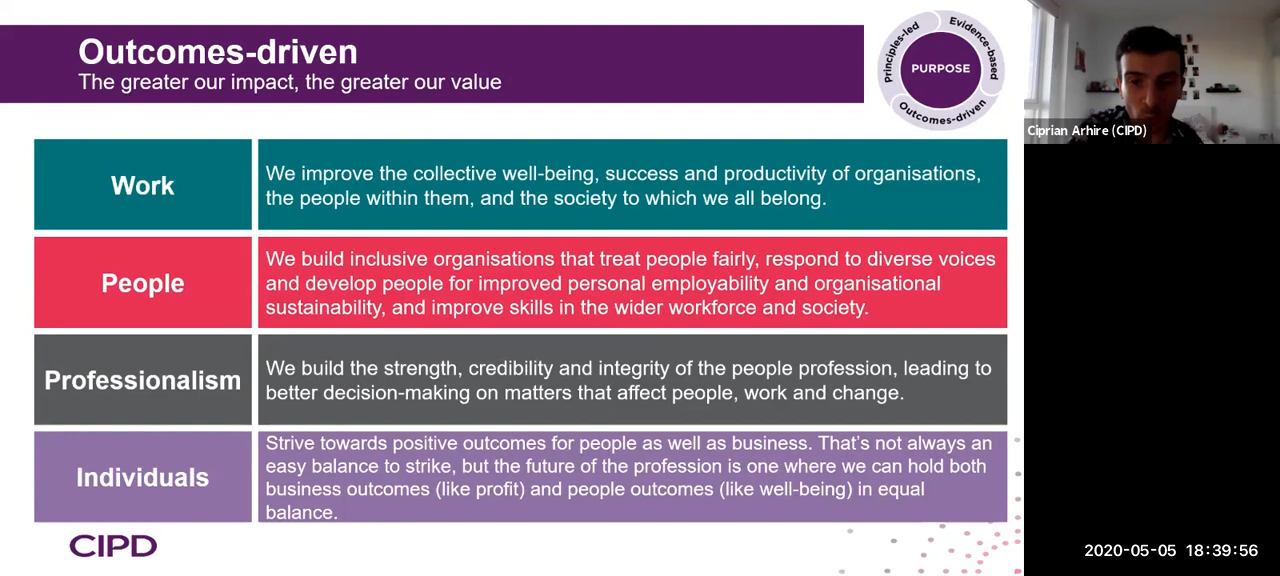 Outcomes-driven
The greater our impact, the greater our value
Principles-led
Evidence-based
PURPOSE
Outcomes-driven
Ciprian Arhire (CIPD)
Work
We improve the collective well-being, success and productivity of organisations,
the people within them, and the society to which we all belong.
People
We build inclusive organisations that treat people fairly, respond to diverse voices
and develop people for improved personal employability and organisational
sustainability, and improve skills in the wider workforce and society.
Professionalism
We build the strength, credibility and integrity of the people profession, leading to
better decision-making on matters that affect people, work and change.
Individuals
Strive towards positive outcomes for people as well as business. That's not always an
easy balance to strike, but the future of the profession is one where we can hold both
business outcomes (like profit) and people outcomes (like well-being) in equal
balance.
CIPD
2020-05-05 18:39:56